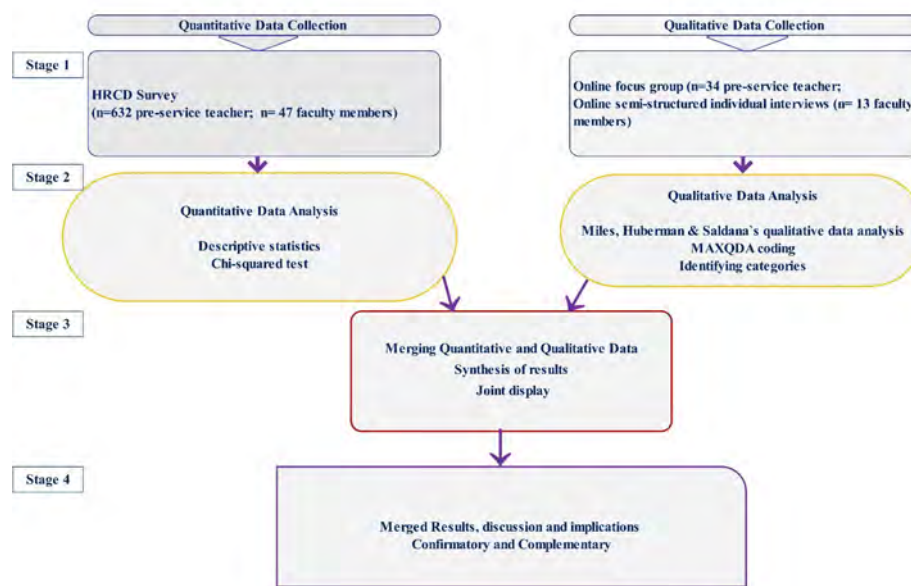 Quantitative Data Collection
Qualitative Data Collection
Stage 1
HRCD Survey
(n=632 pre-service teacher; n= 47 faculty members)
Online focus group (n=34 pre-service teacher;
Online semi-structured individual interviews (n= 13 faculty
members)
Stage 2
Quantitative Data Analysis
Descriptive statistics
Chi-squared test
Qualitative Data Analysis
Miles, Huberman & Saldana`s qualitative data analysis
MAXQDA coding
Identifying categories
Stage 3
Merging Quantitative and Qualitative Data
Synthesis of results
Joint display
Stage 4
Merged Results, discussion and implications
Confirmatory and Complementary